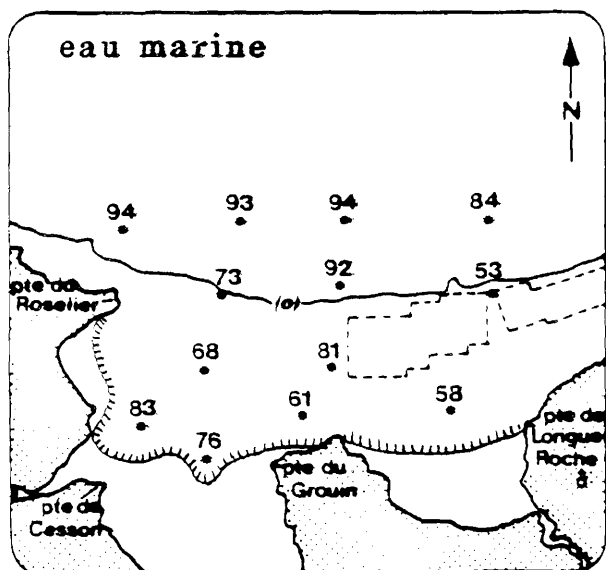 eau marine
N
94
93
94
84
73
92
53
pte du
Roselier
(o)
68
81
83
76
61
58
pte de
Longue
Roche
pte du
Grouin
pte de
Cesson